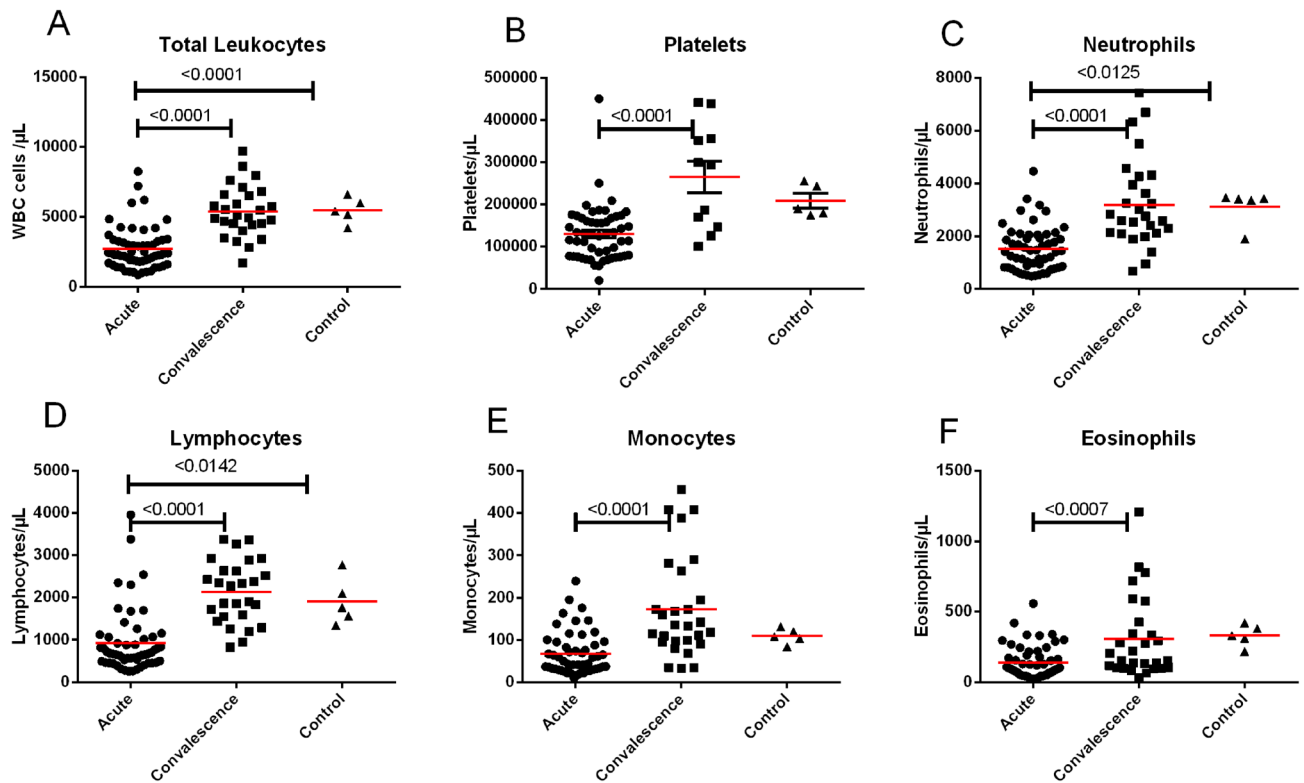 A
Total Leukocytes
WBC cells /µL
15000
10000
5000
0
<0.0001
<0.0001
Acute
Convalescence
Control
B
Platelets
Platelets/µL
500000
400000
300000
200000
100000
0
<0.0001
Acute
Convalescence
Control
C
Neutrophils
Neutrophils/µL
8000
6000
4000
2000
0
<0.0125
<0.0001
Acute
Convalescence
Control
D
Lymphocytes
Lymphocytes/µL
5000
4000
3000
2000
1000
0
<0.0142
<0.0001
Acute
Convalescence
Control
E
Monocytes
Monocytes/µL
500
400
300
200
100
0
<0.0001
Acute
Convalescence
Control
F
Eosinophils
Eosinophils/µL
1500
1000
500
0
<0.0007
Acute
Convalescence
Control